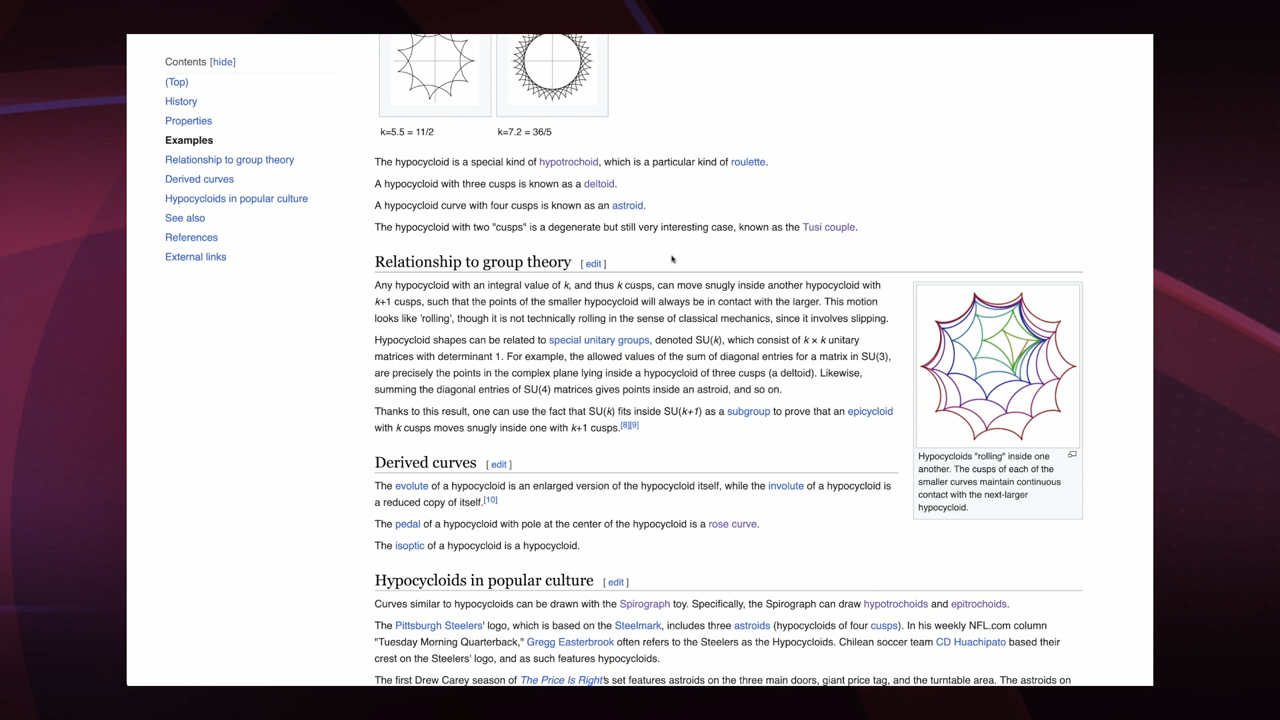 Contents [hide]
(Top)
History
Properties
Examples
Relationship to group theory
Derived curves
Hypocycloids in popular culture
See also
References
External links
k=5.5 = 11/2
k=7.2 = 36/5
The hypocycloid is a special kind of hypotrochoid, which is a particular kind of roulette.
A hypocycloid with three cusps is known as a deltoid.
A hypocycloid curve with four cusps is known as an astroid.
The hypocycloid with two "cusps" is a degenerate but still very interesting case, known as the Tusi couple.
Relationship to group theory [ edit ]
Any hypocycloid with an integral value of k, and thus k cusps, can move snugly inside another hypocycloid with
k+1 cusps, such that the points of the smaller hypocycloid will always be in contact with the larger. This motion
looks like 'rolling', though it is not technically rolling in the sense of classical mechanics, since it involves slipping.
Hypocycloid shapes can be related to special unitary groups, denoted SU(k), which consist of k × k unitary
matrices with determinant 1. For example, the allowed values of the sum of diagonal entries for a matrix in SU(3),
are precisely the points in the complex plane lying inside a hypocycloid of three cusps (a deltoid). Likewise,
summing the diagonal entries of SU(4) matrices gives points inside an astroid, and so on.
Thanks to this result, one can use the fact that SU(k) fits inside SU(k+1) as a subgroup to prove that an epicycloid
with k cusps moves snugly inside one with k+1 cusps.[8][9]
Hypocycloids "rolling" inside one
another. The cusps of each of the
smaller curves maintain continuous
contact with the next-larger
hypocycloid.
Derived curves [ edit ]
The evolute of a hypocycloid is an enlarged version of the hypocycloid itself, while the involute of a hypocycloid is
a reduced copy of itself.[10]
The pedal of a hypocycloid with pole at the center of the hypocycloid is a rose curve.
The isoptic of a hypocycloid is a hypocycloid.
Hypocycloids in popular culture [ edit ]
Curves similar to hypocycloids can be drawn with the Spirograph toy. Specifically, the Spirograph can draw hypotrochoids and epitrochoids.
The Pittsburgh Steelers' logo, which is based on the Steelmark, includes three astroids (hypocycloids of four cusps). In his weekly NFL.com column
"Tuesday Morning Quarterback," Gregg Easterbrook often refers to the Steelers as the Hypocycloids. Chilean soccer team CD Huachipato based their
crest on the Steelers' logo, and as such features hypocycloids.
The first Drew Carey season of The Price Is Right's set features astroids on the three main doors, giant price tag, and the turntable area. The astroids on